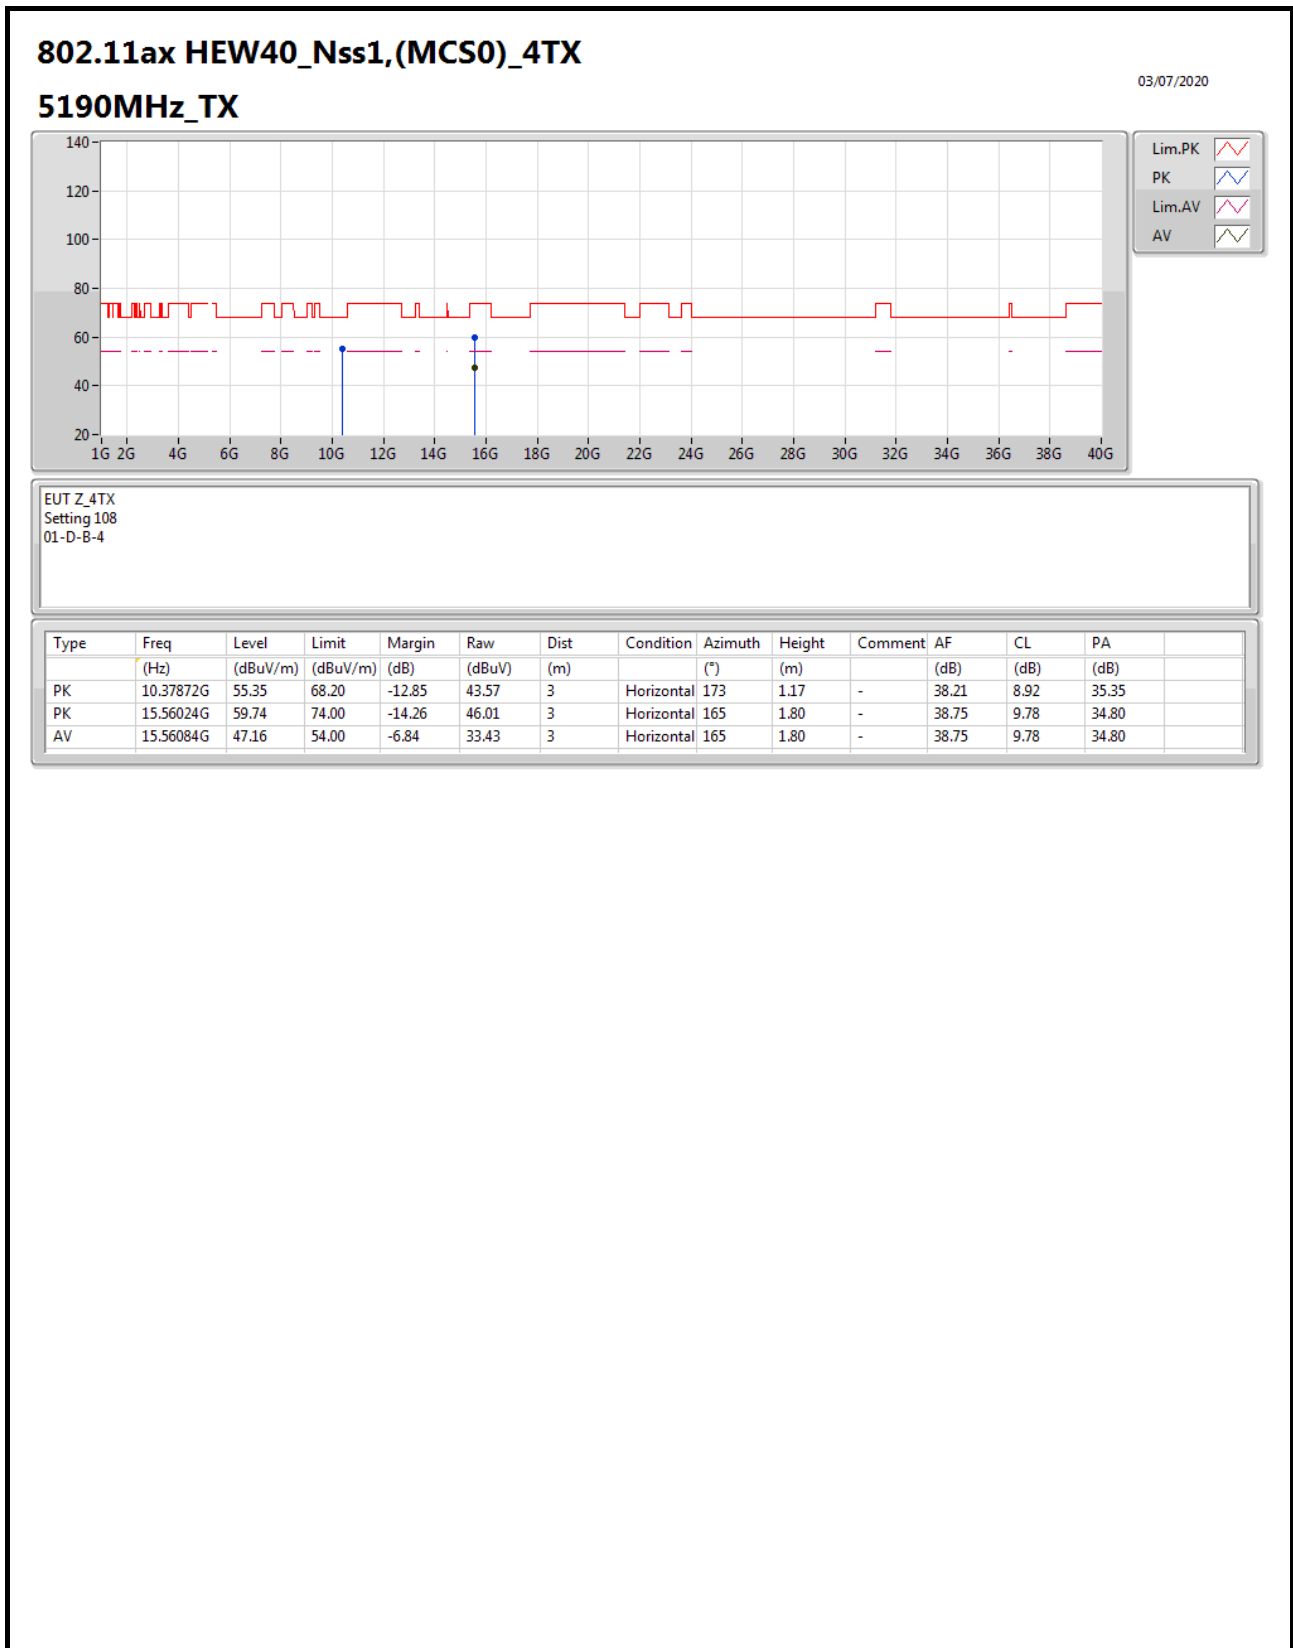 802.11ax HEW40_Nss1,(MCS0)_4TX
03/07/2020
5190MHz_TX
140
120
100
80
60
40
20
1G 2G 4G 6G 8G 10G 12G 14G 16G 18G 20G 22G 24G 26G 28G 30G 32G 34G 36G 38G 40G
Lim.PK
PK
Lim.AV
AV
EUT Z_4TX
Setting 108
01-D-B-4
Type Freq Level Limit Margin Raw Dist Condition Azimuth Height Comment AF CL PA
(Hz) (dBuV/m) (dBuV/m) (dB) (dBuV) (m) (°) (m) (dB) (dB) (dB)
PK 10.37872G 55.35 68.20 -12.85 43.57 3 Horizontal 173 1.17 - 38.21 8.92 35.35
PK 15.56024G 59.74 74.00 -14.26 46.01 3 Horizontal 165 1.80 - 38.75 9.78 34.80
AV 15.56084G 47.16 54.00 -6.84 33.43 3 Horizontal 165 1.80 - 38.75 9.78 34.80